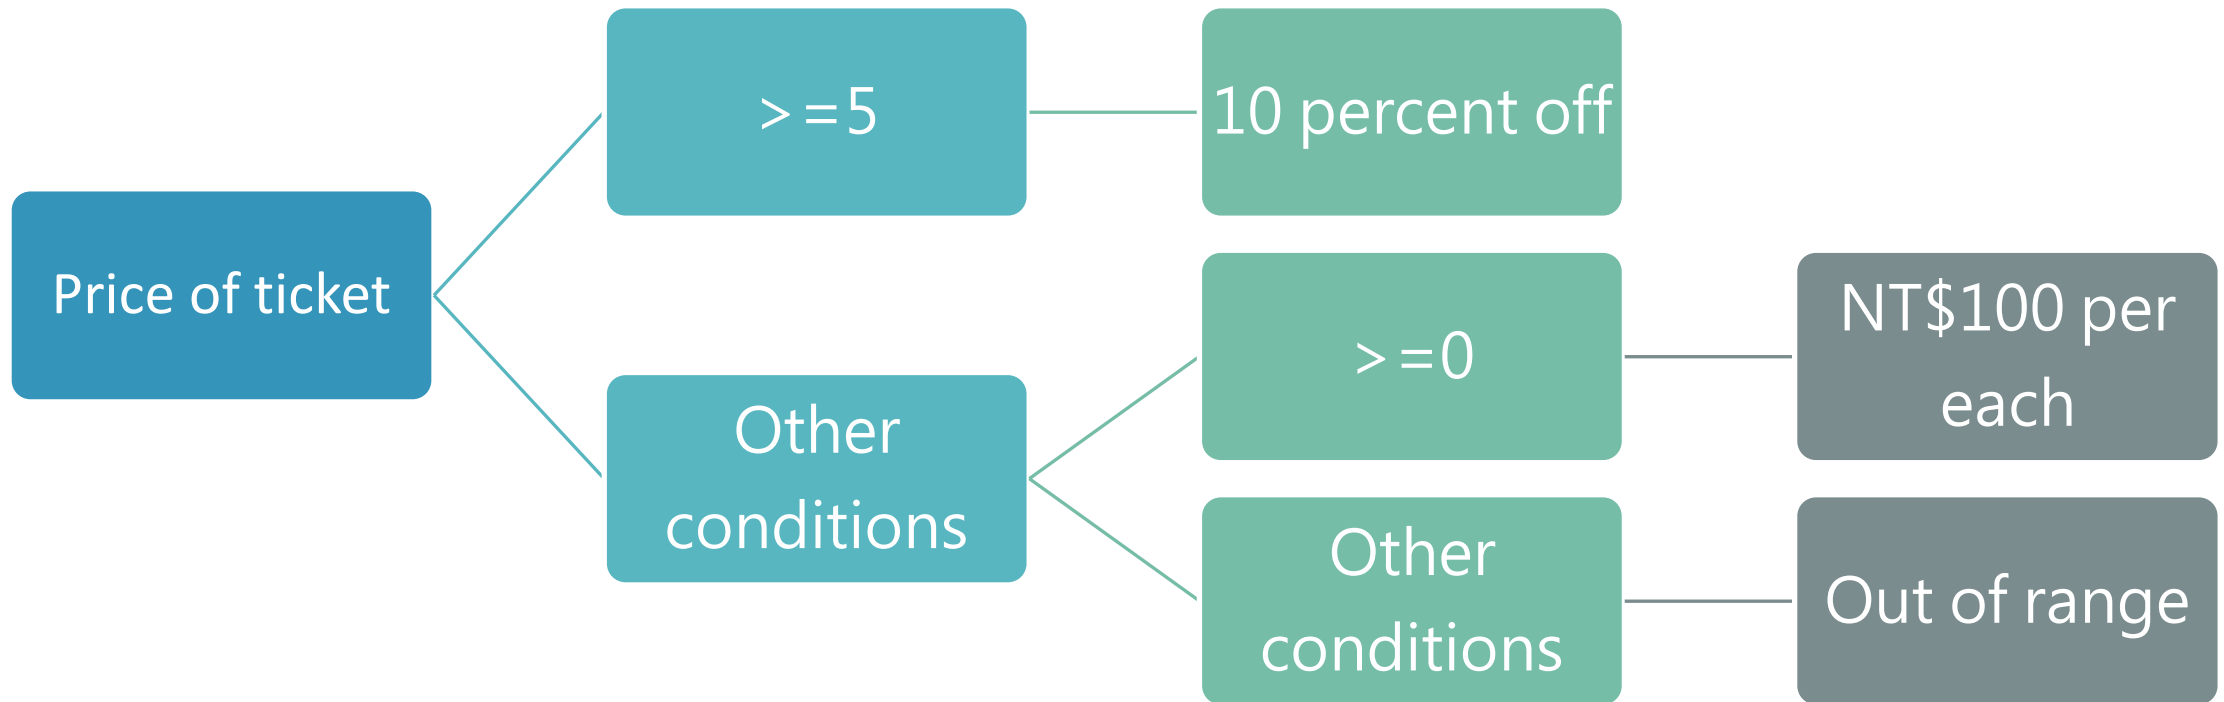 Price of ticket
>=5
10 percent off
Other
conditions
>=0
NT$100 per
each
Other
conditions
Out of range